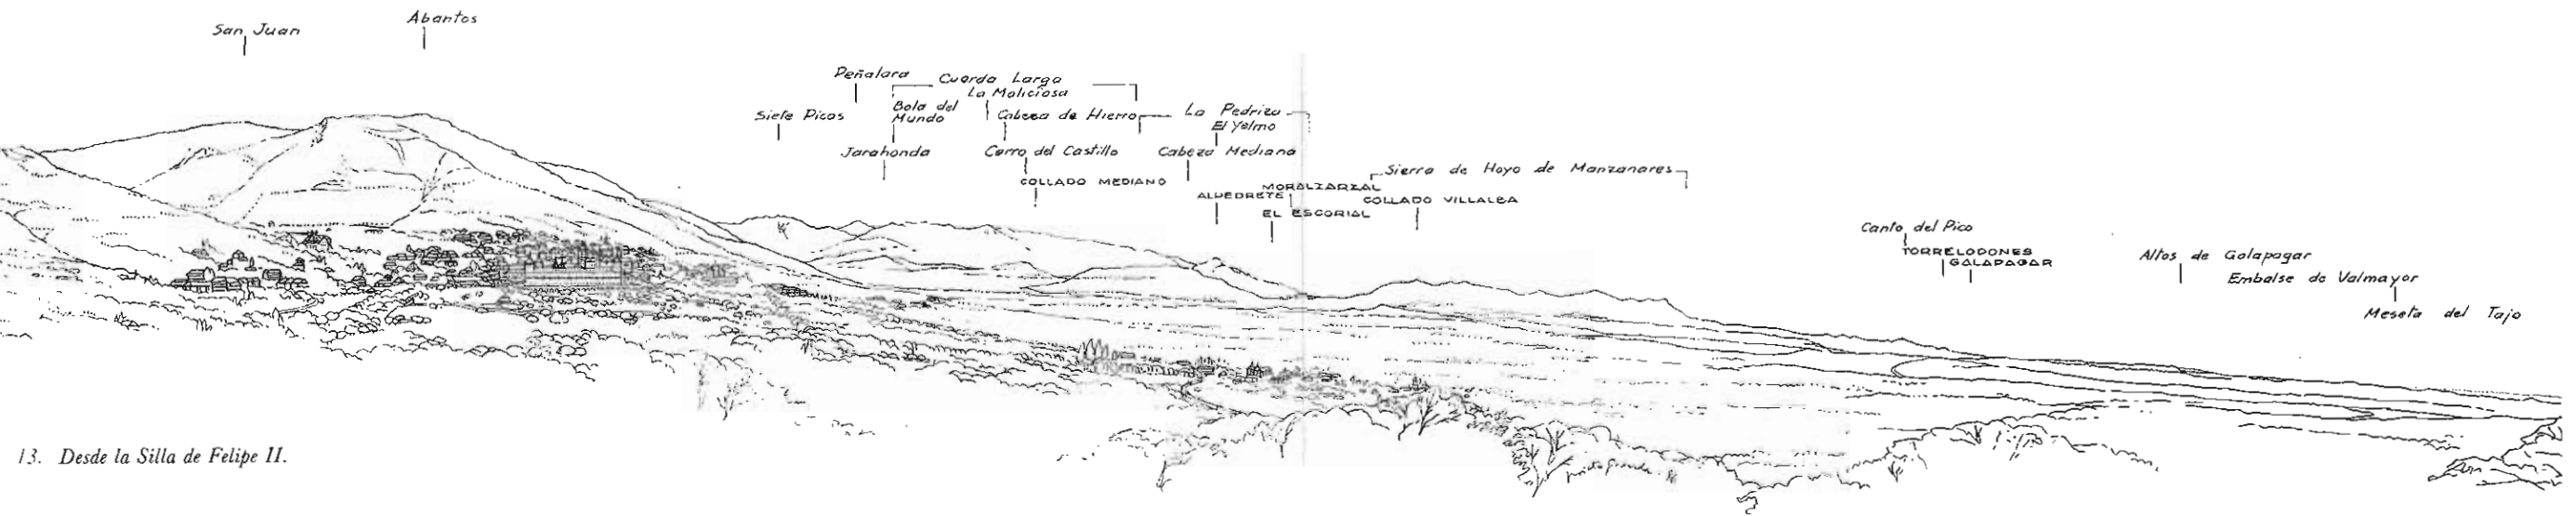 San Juan
Abantos
Peñalara
Cuerda Larga
La Maliciosa
Siete Picos
Bola del
Mundo
Cabeza de Hierro
La Pedriza
El Yelmo
Jarahonda
Cerro del Castillo
Cabeza Mediana
COLLADO MEDIANO
Sierra de Hoyo de Manzanares
MORALZARZAL
ALPEDRETE
COLLADO VILLALBA
EL ESCORIAL
Canto del Pico
TORRELODONES
GALAPAGAR
Altos de Galapagar
Embalse de Valmayor
Meseta del Tajo
13. Desde la Silla de Felipe II.